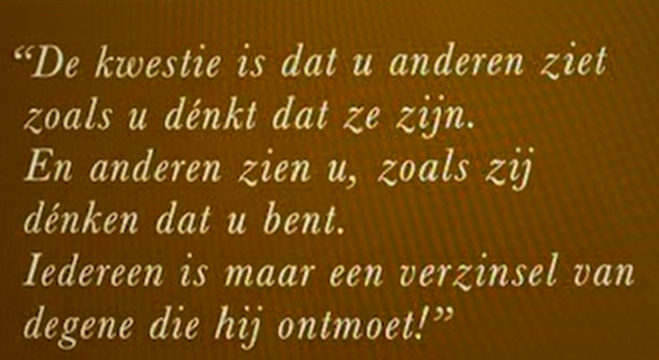 “De kwestie is dat u anderen ziet
zoals u dénkt dat ze zijn.
En anderen zien u, zoals zij
dénken dat u bent.
Iedereen is maar een verzinsel van
degene die hij ontmoet!”